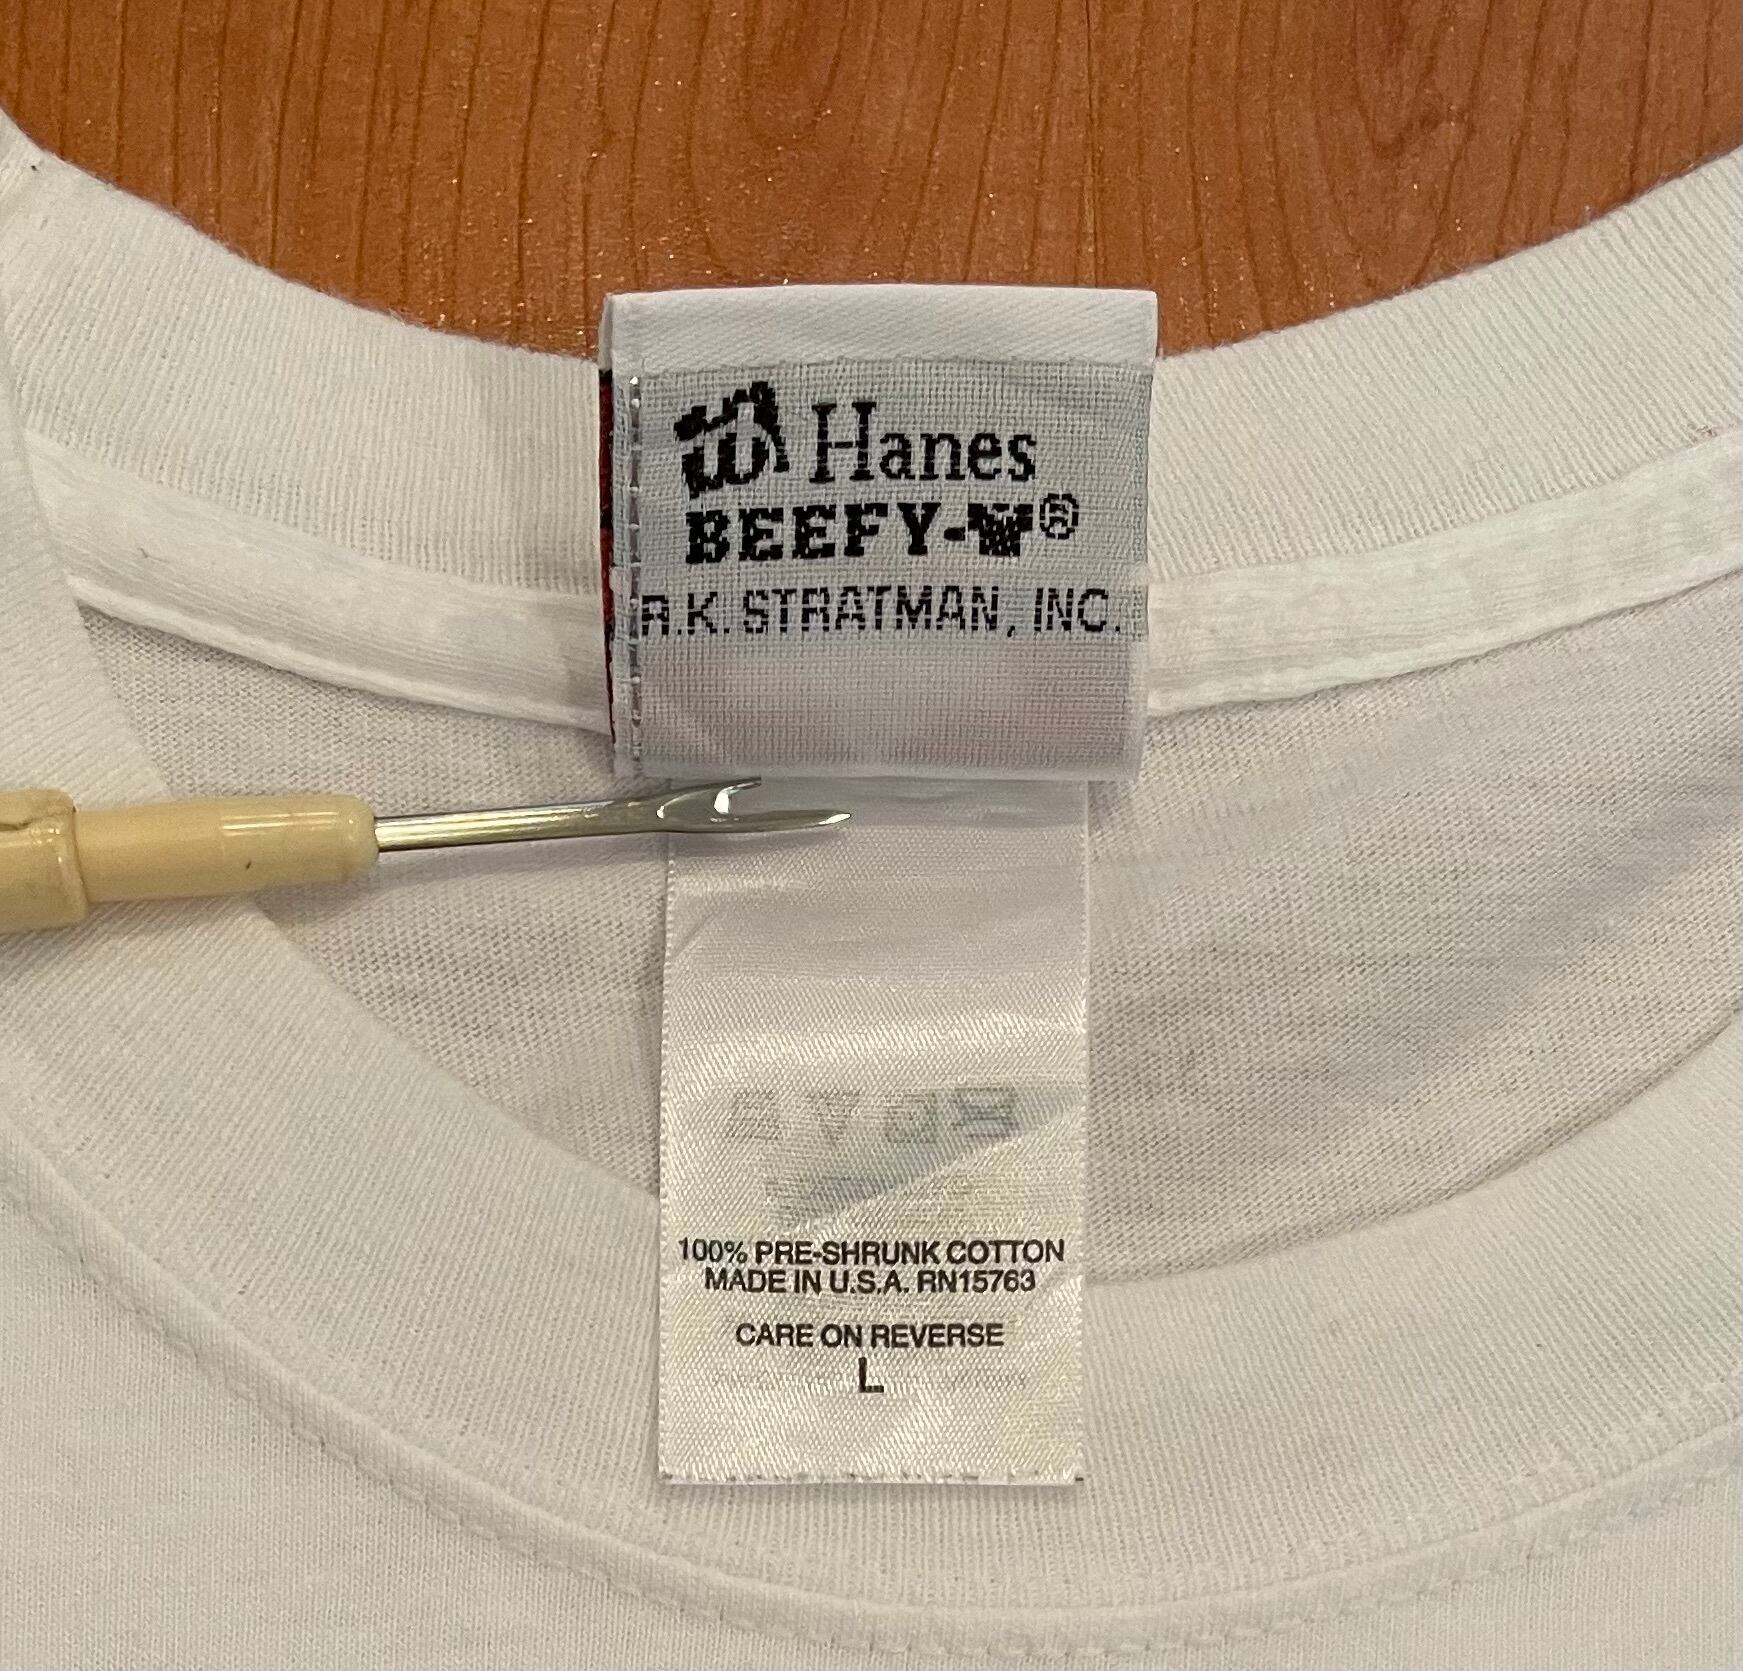 Hanes
BEEFY-T®
R.K. STRATMAN, INC.
100% PRE-SHRUNK COTTON
MADE IN U.S.A. RN15763
CARE ON REVERSE
L